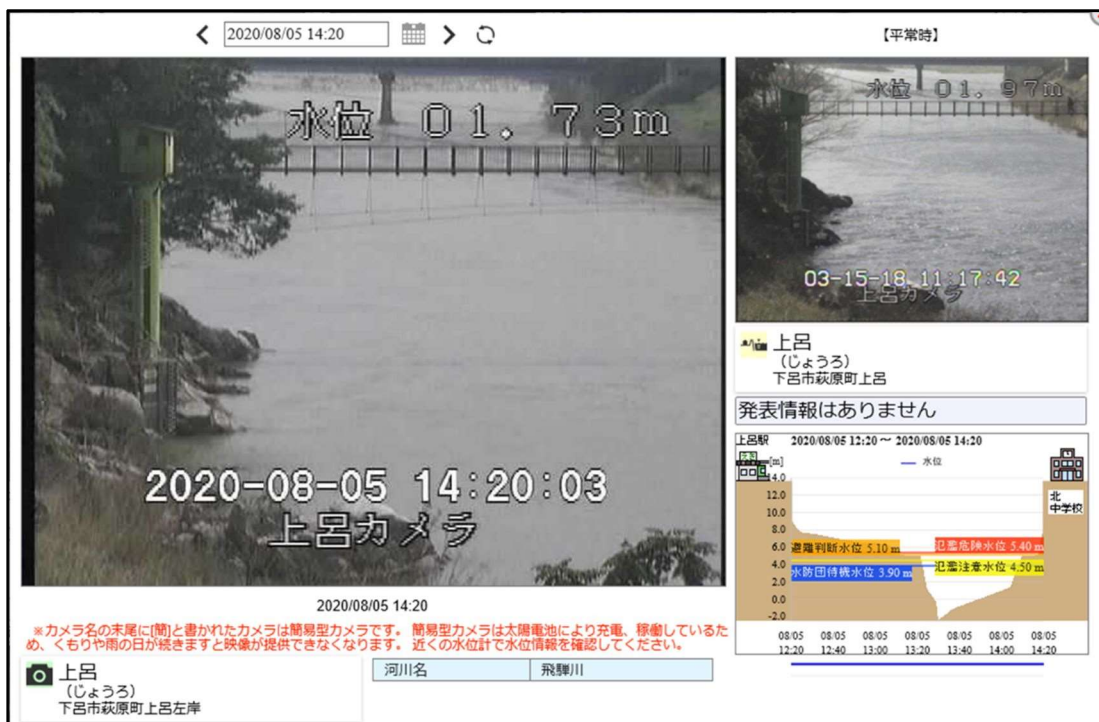 2020/08/05 14:20
【平常時】
水位 01.73m
2020-08-05 14:20:03
上呂カメラ
水位 01.97m
03-15-18 11:17:42
上呂カメラ
上呂
(じょうろ)
下呂市萩原町上呂
発表情報はありません
上呂駅 2020/08/05 12:20 ~ 2020/08/05 14:20
[m]
水位
14.0
12.0
10.0
8.0
6.0
4.0
2.0
0.0
-2.0
北
中学校
避難判断水位 5.10 m
氾濫危険水位 5.40 m
水防団待機水位 3.90 m
氾濫注意水位 4.50 m
08/05 08/05 08/05 08/05 08/05 08/05 08/05
12:20 12:40 13:00 13:20 13:40 14:00 14:20
2020/08/05 14:20
※カメラ名の末尾に[簡]と書かれたカメラは簡易型カメラです。 簡易型カメラは太陽電池により充電、稼働しているた
め、くもりや雨の日が続きますと映像が提供できなくなります。 近くの水位計で水位情報を確認してください。
上呂
(じょうろ)
下呂市萩原町上呂左岸
河川名 飛騨川